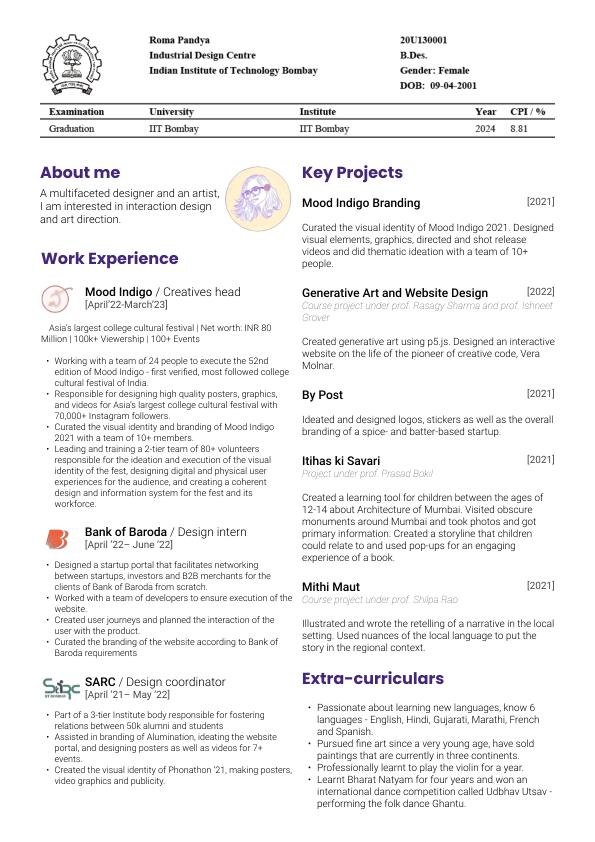 Roma Pandya 20U130001
Industrial Design Centre B.Des.
Indian Institute of Technology Bombay Gender: Female
DOB: 09-04-2001
Examination University Institute Year CPI / %
Graduation IIT Bombay IIT Bombay 2024 8.81
About me
A multifaceted designer and an artist,
I am interested in interaction design
and art direction.
Work Experience
Mood Indigo / Creatives head
[April'22-March'23]
Asia's largest college cultural festival | Net worth: INR 80
Million | 100k+ Viewership | 100+ Events
• Working with a team of 24 people to execute the 52nd
edition of Mood Indigo - first verified, most followed college
cultural festival of India.
• Responsible for designing high quality posters, graphics,
and videos for Asia's largest college cultural festival with
70,000+ Instagram followers.
• Curated the visual identity and branding of Mood Indigo
2021 with a team of 10+ members.
• Leading and training a 2-tier team of 80+ volunteers
responsible for the ideation and execution of the visual
identity of the fest, designing digital and physical user
experiences for the audience, and creating a coherent
design and information system for the fest and its
workforce.
Bank of Baroda / Design intern
[April '22– June '22]
• Designed a startup portal that facilitates networking
between startups, investors and B2B merchants for the
clients of Bank of Baroda from scratch.
• Worked with a team of developers to ensure execution of the
website.
• Created user journeys and planned the interaction of the
user with the product.
• Curated the branding of the website according to Bank of
Baroda requirements
SARC / Design coordinator
[April '21– May '22]
• Part of a 3-tier Institute body responsible for fostering
relations between 50k alumni and students
• Assisted in branding of Alumination, ideating the website
portal, and designing posters as well as videos for 7+
events.
• Created the visual identity of Phonathon '21, making posters,
video graphics and publicity.
Key Projects
Mood Indigo Branding [2021]
Curated the visual identity of Mood Indigo 2021. Designed
visual elements, graphics, directed and shot release
videos and did thematic ideation with a team of 10+
people.
Generative Art and Website Design [2022]
Course project under prof. Rasagy Sharma and prof. Ishneet
Grover
Created generative art using p5.js. Designed an interactive
website on the life of the pioneer of creative code, Vera
Molnar.
By Post [2021]
Ideated and designed logos, stickers as well as the overall
branding of a spice- and batter-based startup.
Itihas ki Savari [2021]
Project under prof. Prasad Bokil
Created a learning tool for children between the ages of
12-14 about Architecture of Mumbai. Visited obscure
monuments around Mumbai and took photos and got
primary information. Created a storyline that children
could relate to and used pop-ups for an engaging
experience of a book.
Mithi Maut [2021]
Course project under prof. Shilpa Rao
Illustrated and wrote the retelling of a narrative in the local
setting. Used nuances of the local language to put the
story in the regional context.
Extra-curriculars
• Passionate about learning new languages, know 6
languages - English, Hindi, Gujarati, Marathi, French
and Spanish.
• Pursued fine art since a very young age, have sold
paintings that are currently in three continents.
• Professionally learnt to play the violin for a year.
• Learnt Bharat Natyam for four years and won an
international dance competition called Udbhav Utsav -
performing the folk dance Ghantu.